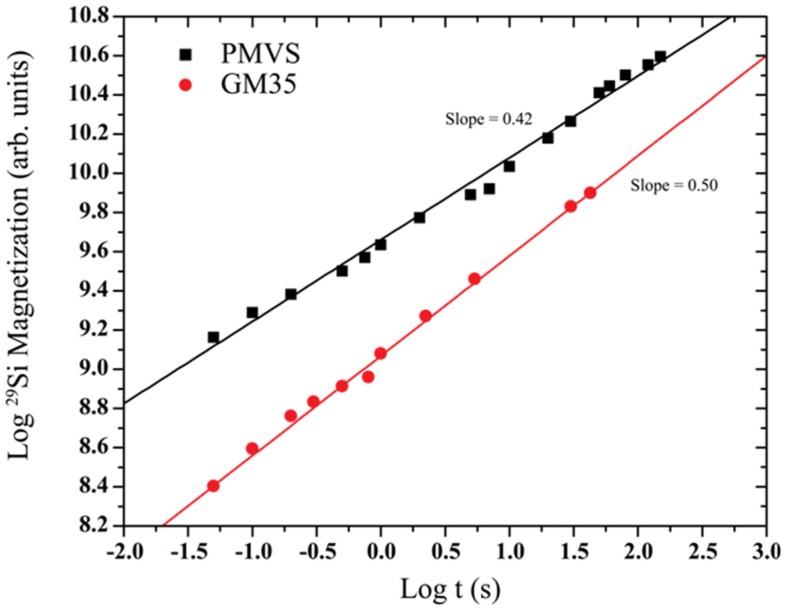 10.8
10.6
10.4
10.2
10.0
9.8
9.6
9.4
9.2
9.0
8.8
8.6
8.4
8.2
Log ²⁹Si Magnetization (arb. units)
PMVS
GM35
Slope = 0.42
Slope = 0.50
-2.0 -1.5 -1.0 -0.5 0.0 0.5 1.0 1.5 2.0 2.5 3.0
Log t (s)